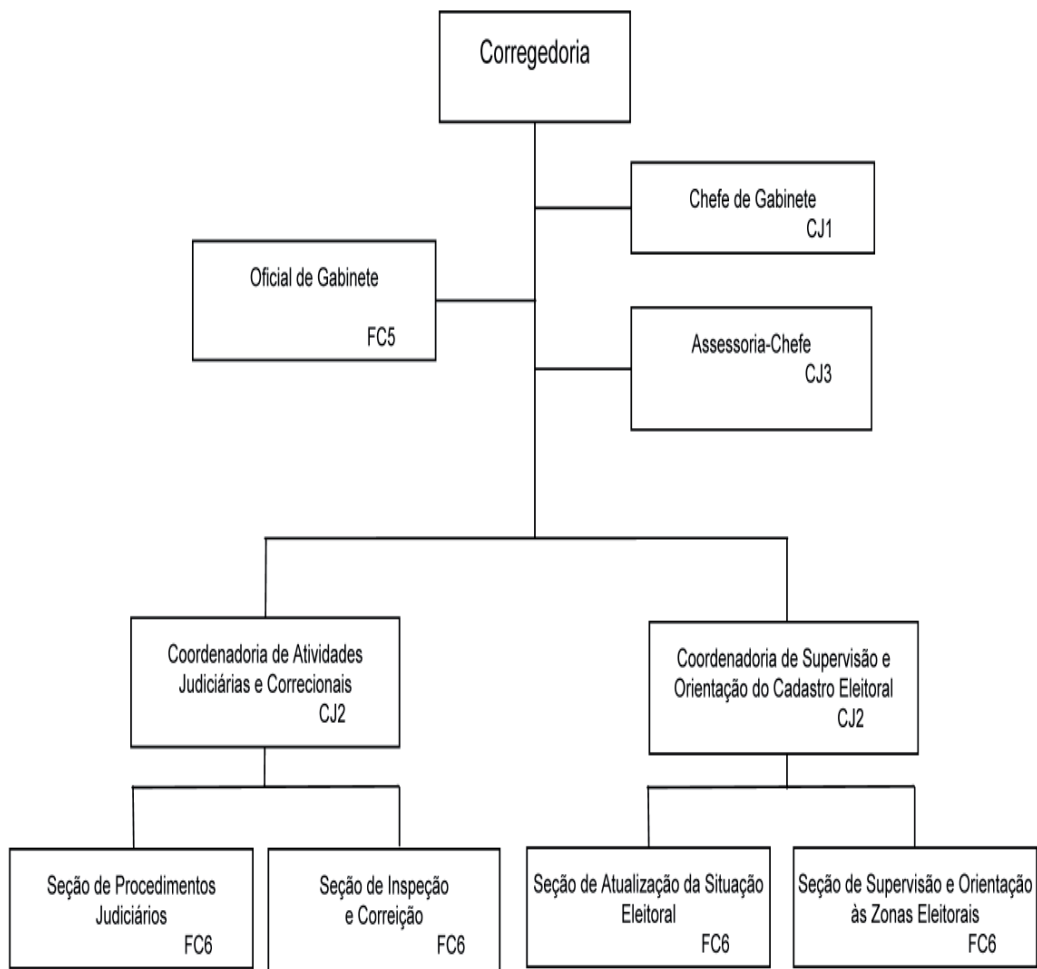 Corregedoria
Chefe de Gabinete
CJ1
Oficial de Gabinete
FC5
Assessoria-Chefe
CJ3
Coordenadoria de Atividades
Judiciárias e Correcionais
CJ2
Coordenadoria de Supervisão e
Orientação do Cadastro Eleitoral
CJ2
Seção de Procedimentos
Judiciários
FC6
Seção de Inspeção
e Correição
FC6
Seção de Atualização da Situação
Eleitoral
FC6
Seção de Supervisão e Orientação
às Zonas Eleitorais
FC6